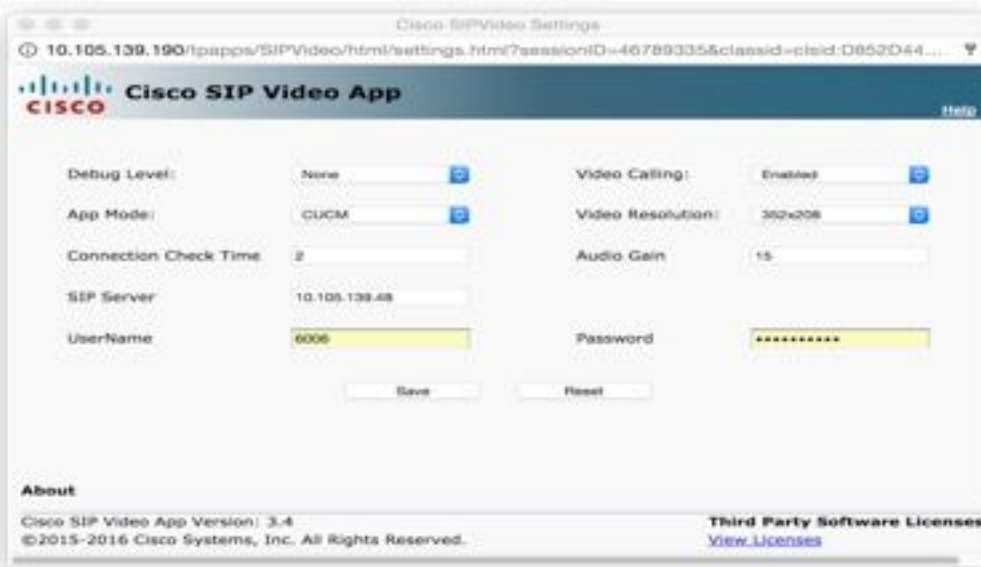 Cisco SIPVideo Settings
10.105.139.190/tpapps/SIPVideo/html/settings.html?sessionID=46789335&classid=clsid:D852D44...
CISCO Cisco SIP Video App
Help
Debug Level: None Video Calling: Enabled
App Mode: CUCM Video Resolution: 352x208
Connection Check Time 2 Audio Gain 15
SIP Server 10.105.139.48
UserName 6006 Password ••••••••••
Save Reset
About
Cisco SIP Video App Version: 3.4 Third Party Software Licenses
©2015-2016 Cisco Systems, Inc. All Rights Reserved. View Licenses